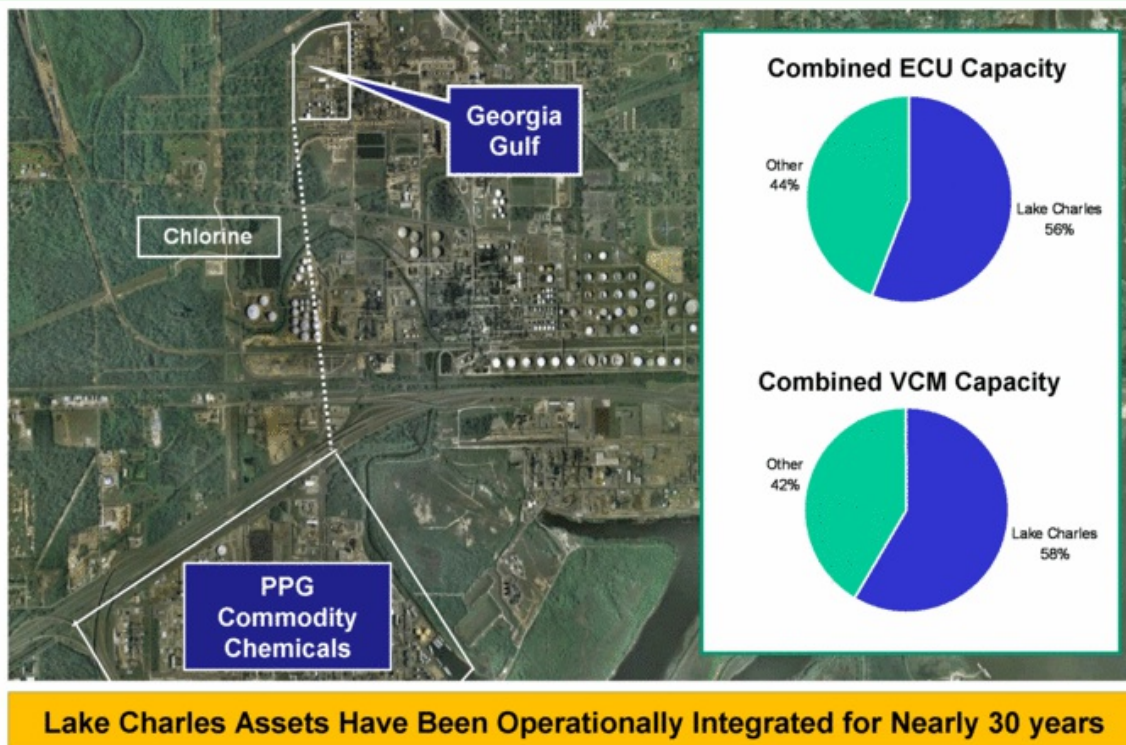 Georgia
Gulf
Chlorine
PPG
Commodity
Chemicals
Combined ECU Capacity
Other
44%
Lake Charles
56%
Combined VCM Capacity
Other
42%
Lake Charles
58%
Lake Charles Assets Have Been Operationally Integrated for Nearly 30 years